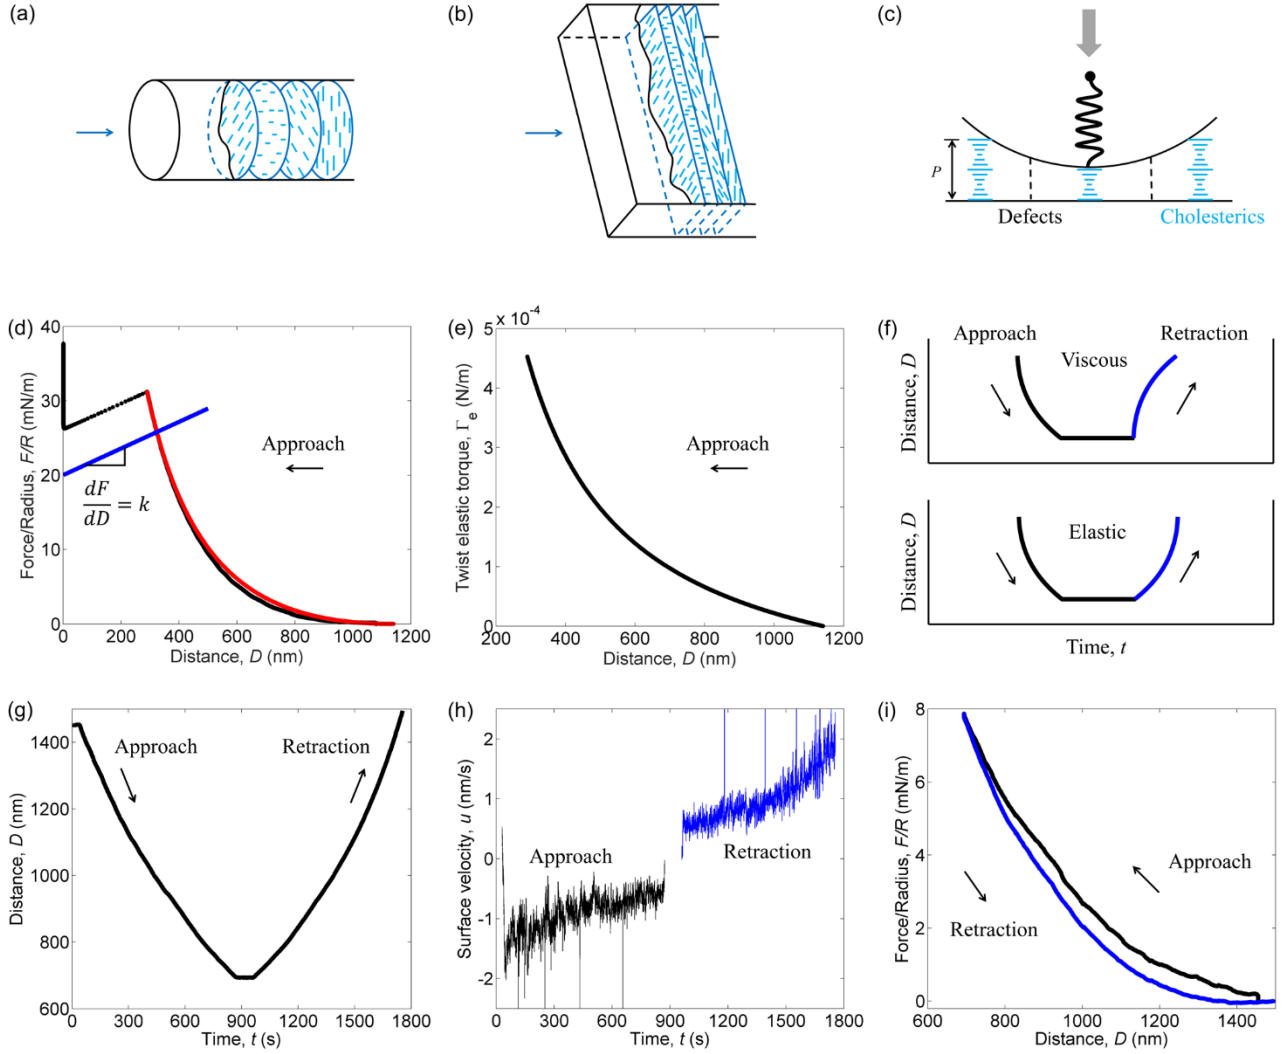 (a)
(b)
(c)
P
Defects
Cholesterics
(d)
40
30
20
10
0
Force/Radius, F/R (mN/m)
Approach
dF
dD
= k
0 200 400 600 800 1000 1200
Distance, D (nm)
(e)
5 × 10⁻⁴
4
3
2
1
0
Twist elastic torque, Γe (N/m)
Approach
200 400 600 800 1000 1200
Distance, D (nm)
(f)
Approach
Retraction
Viscous
Distance, D
Elastic
Distance, D
Time, t
(g)
1400
1200
1000
800
600
Distance, D (nm)
Approach
Retraction
0 300 600 900 1200 1500 1800
Time, t (s)
(h)
2
1
0
-1
-2
Surface velocity, u (nm/s)
Approach
Retraction
0 300 600 900 1200 1500 1800
Time, t (s)
(i)
8
6
4
2
0
Force/Radius, F/R (mN/m)
Approach
Retraction
600 800 1000 1200 1400
Distance, D (nm)